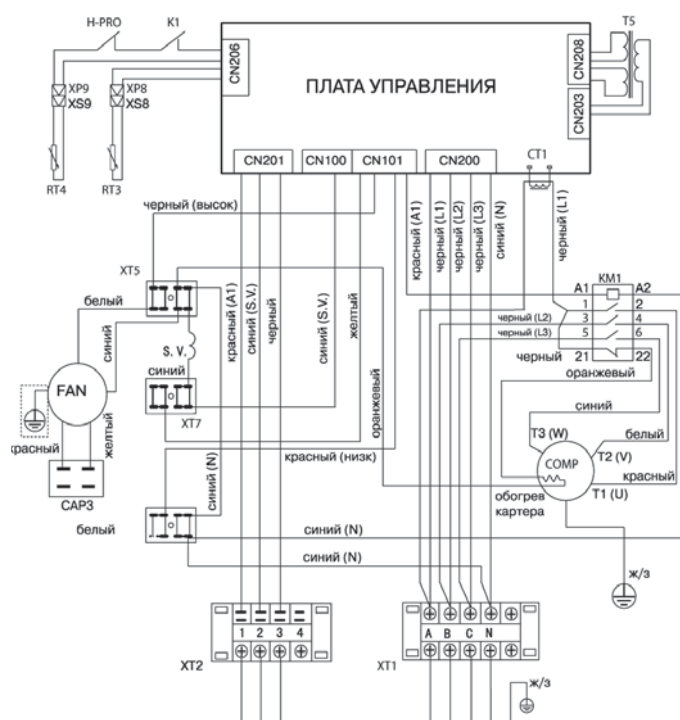 H-PRO
K1
T5
CN206
ПЛАТА УПРАВЛЕНИЯ
CN208
CN203
XP9
XS9
XP8
XS8
RT4
RT3
CN201
CN100
CN101
CN200
CT1
черный (высок)
красный (A1)
черный (L1)
черный (L2)
черный (L3)
синий (N)
черный (L1)
XT5
KM1
A1
A2
1
2
3
4
5
6
21
22
черный (L2)
черный (L3)
черный
оранжевый
белый
синий
S. V.
синий
красный (A1)
синий (S.V.)
черный
синий (S.V.)
желтый
оранжевый
FAN
XT7
синий
белый
T3 (W)
T2 (V)
COMP
T1 (U)
красный
обогрев
картера
красный
желтый
CAP3
красный (низк)
синий (N)
белый
синий (N)
синий (N)
ж/з
1
2
3
4
XT2
A
B
C
N
XT1
ж/з